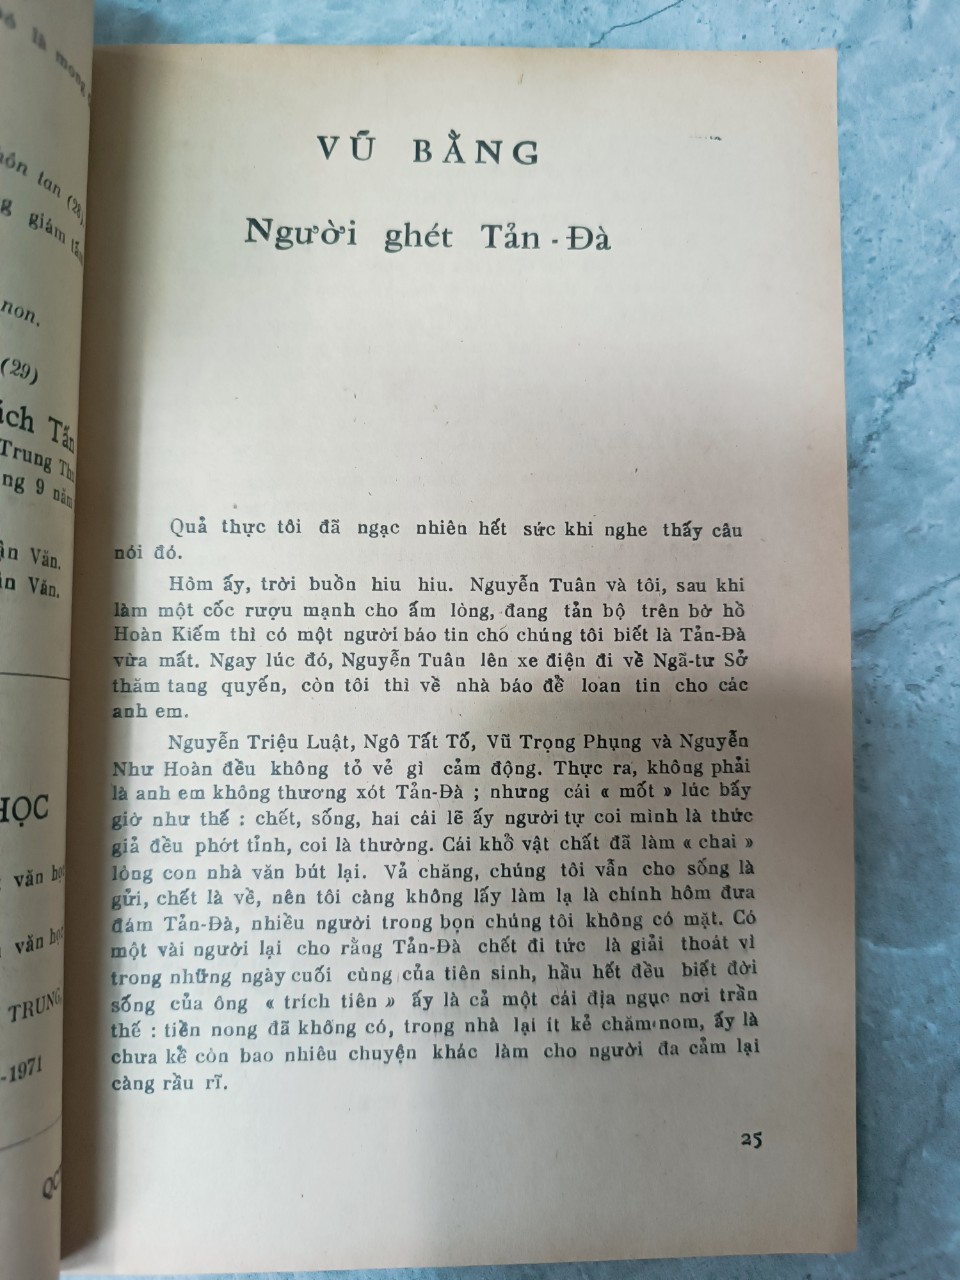 là mong
tan (28)
giám
non.
(29)
Trung
9 năm
Văn.
HỌC
văn học
văn học
TRUNG
-1971
VŨ BẰNG
Người ghét Tản-Đà
Quả thực tôi đã ngạc nhiên hết sức khi nghe thấy câu
nói đó.
Hôm ấy, trời buồn hiu hiu. Nguyễn Tuân và tôi, sau khi
làm một cốc rượu mạnh cho ấm lòng, đang tản bộ trên bờ hồ
Hoàn Kiếm thì có một người báo tin cho chúng tôi biết là Tản-Đà
vừa mất. Ngay lúc đó, Nguyễn Tuân lên xe điện đi về Ngã-tư Sở
thăm tang quyến, còn tôi thì về nhà báo để loan tin cho các
anh em.
Nguyễn Triệu Luật, Ngô Tất Tố, Vũ Trọng Phụng và Nguyễn
Như Hoàn đều không tỏ vẻ gì cảm động. Thực ra, không phải
là anh em không thương xót Tản-Đà ; nhưng cái « mốt » lúc bấy
giờ như thế : chết, sống, hai cái lẽ ấy người tự coi mình là thức
giả đều phớt tỉnh, coi là thường. Cái khổ vật chất đã làm « chai »
lòng con nhà văn bút lại. Vả chăng, chúng tôi vẫn cho sống là
gửi, chết là về, nên tôi càng không lấy làm lạ là chính hôm đưa
đám Tản-Đà, nhiều người trong bọn chúng tôi không có mặt. Có
một vài người lại cho rằng Tản-Đà chết đi tức là giải thoát vì
trong những ngày cuối cùng của tiên sinh, hầu hết đều biết đời
sống của ông « trích tiên » ấy là cả một cái địa ngục nơi trần
thế : tiền nong đã không có, trong nhà lại ít kẻ chăm nom, ấy là
chưa kể còn bao nhiêu chuyện khác làm cho người đa cảm lại
càng rầu rĩ.
25